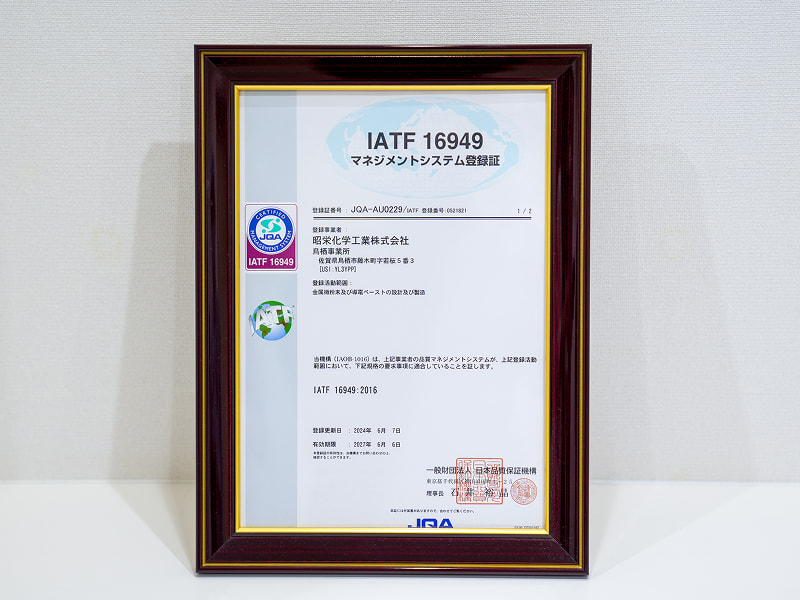 IATF 16949
マネジメントシステム登録証
登録証番号 : JQA-AU0229/IATF 登録番号:0521821
1 / 2
CERTIFIED
JQA
MANAGEMENT SYSTEM
IATF 16949
登録事業者
昭栄化学工業株式会社
鳥栖事業所
佐賀県鳥栖市藤木町字若桜5番3
[USI:YL3YPP]
登録活動範囲:
金属微粉末及び導電ペーストの設計及び製造
IATF
当機構 (IAOB-1016) は、上記事業者の品質マネジメントシステムが、上記登録活動
範囲において、下記規格の要求事項に適合していることを証します。
IATF 16949:2016
登録更新日 : 2024年 6月 7日
有効期限 : 2027年 6月 6日
一般財団法人 日本品質保証機構
理事長
JQA